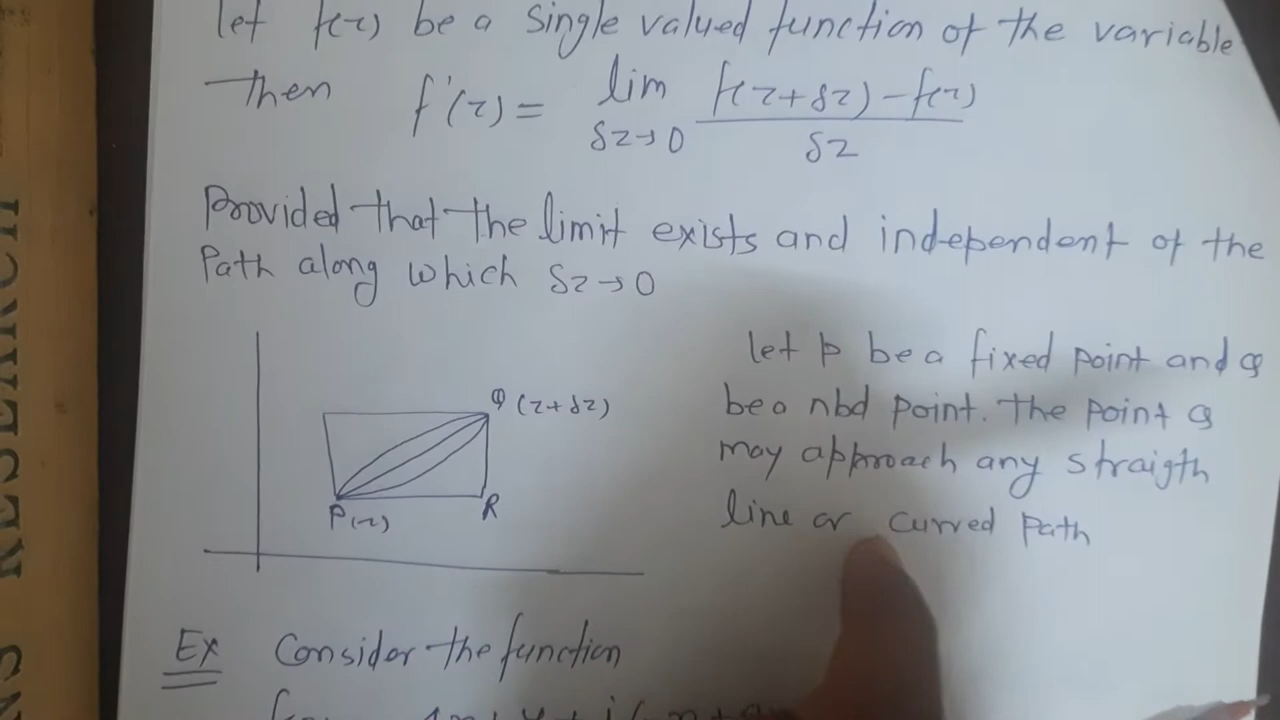 let f(z) be a single valued function of the variable
Then f'(z) = lim δz→0 f(z+δz)-f(z) / δz
Provided that the limit exists and independent of the
Path along which δz→0
let P be a fixed point and Q
be a nbd point. The point Q
may approach any straigth
line or curved path
Q (z+δz)
P(z)
R
Ex Consider the function
RESEARCH